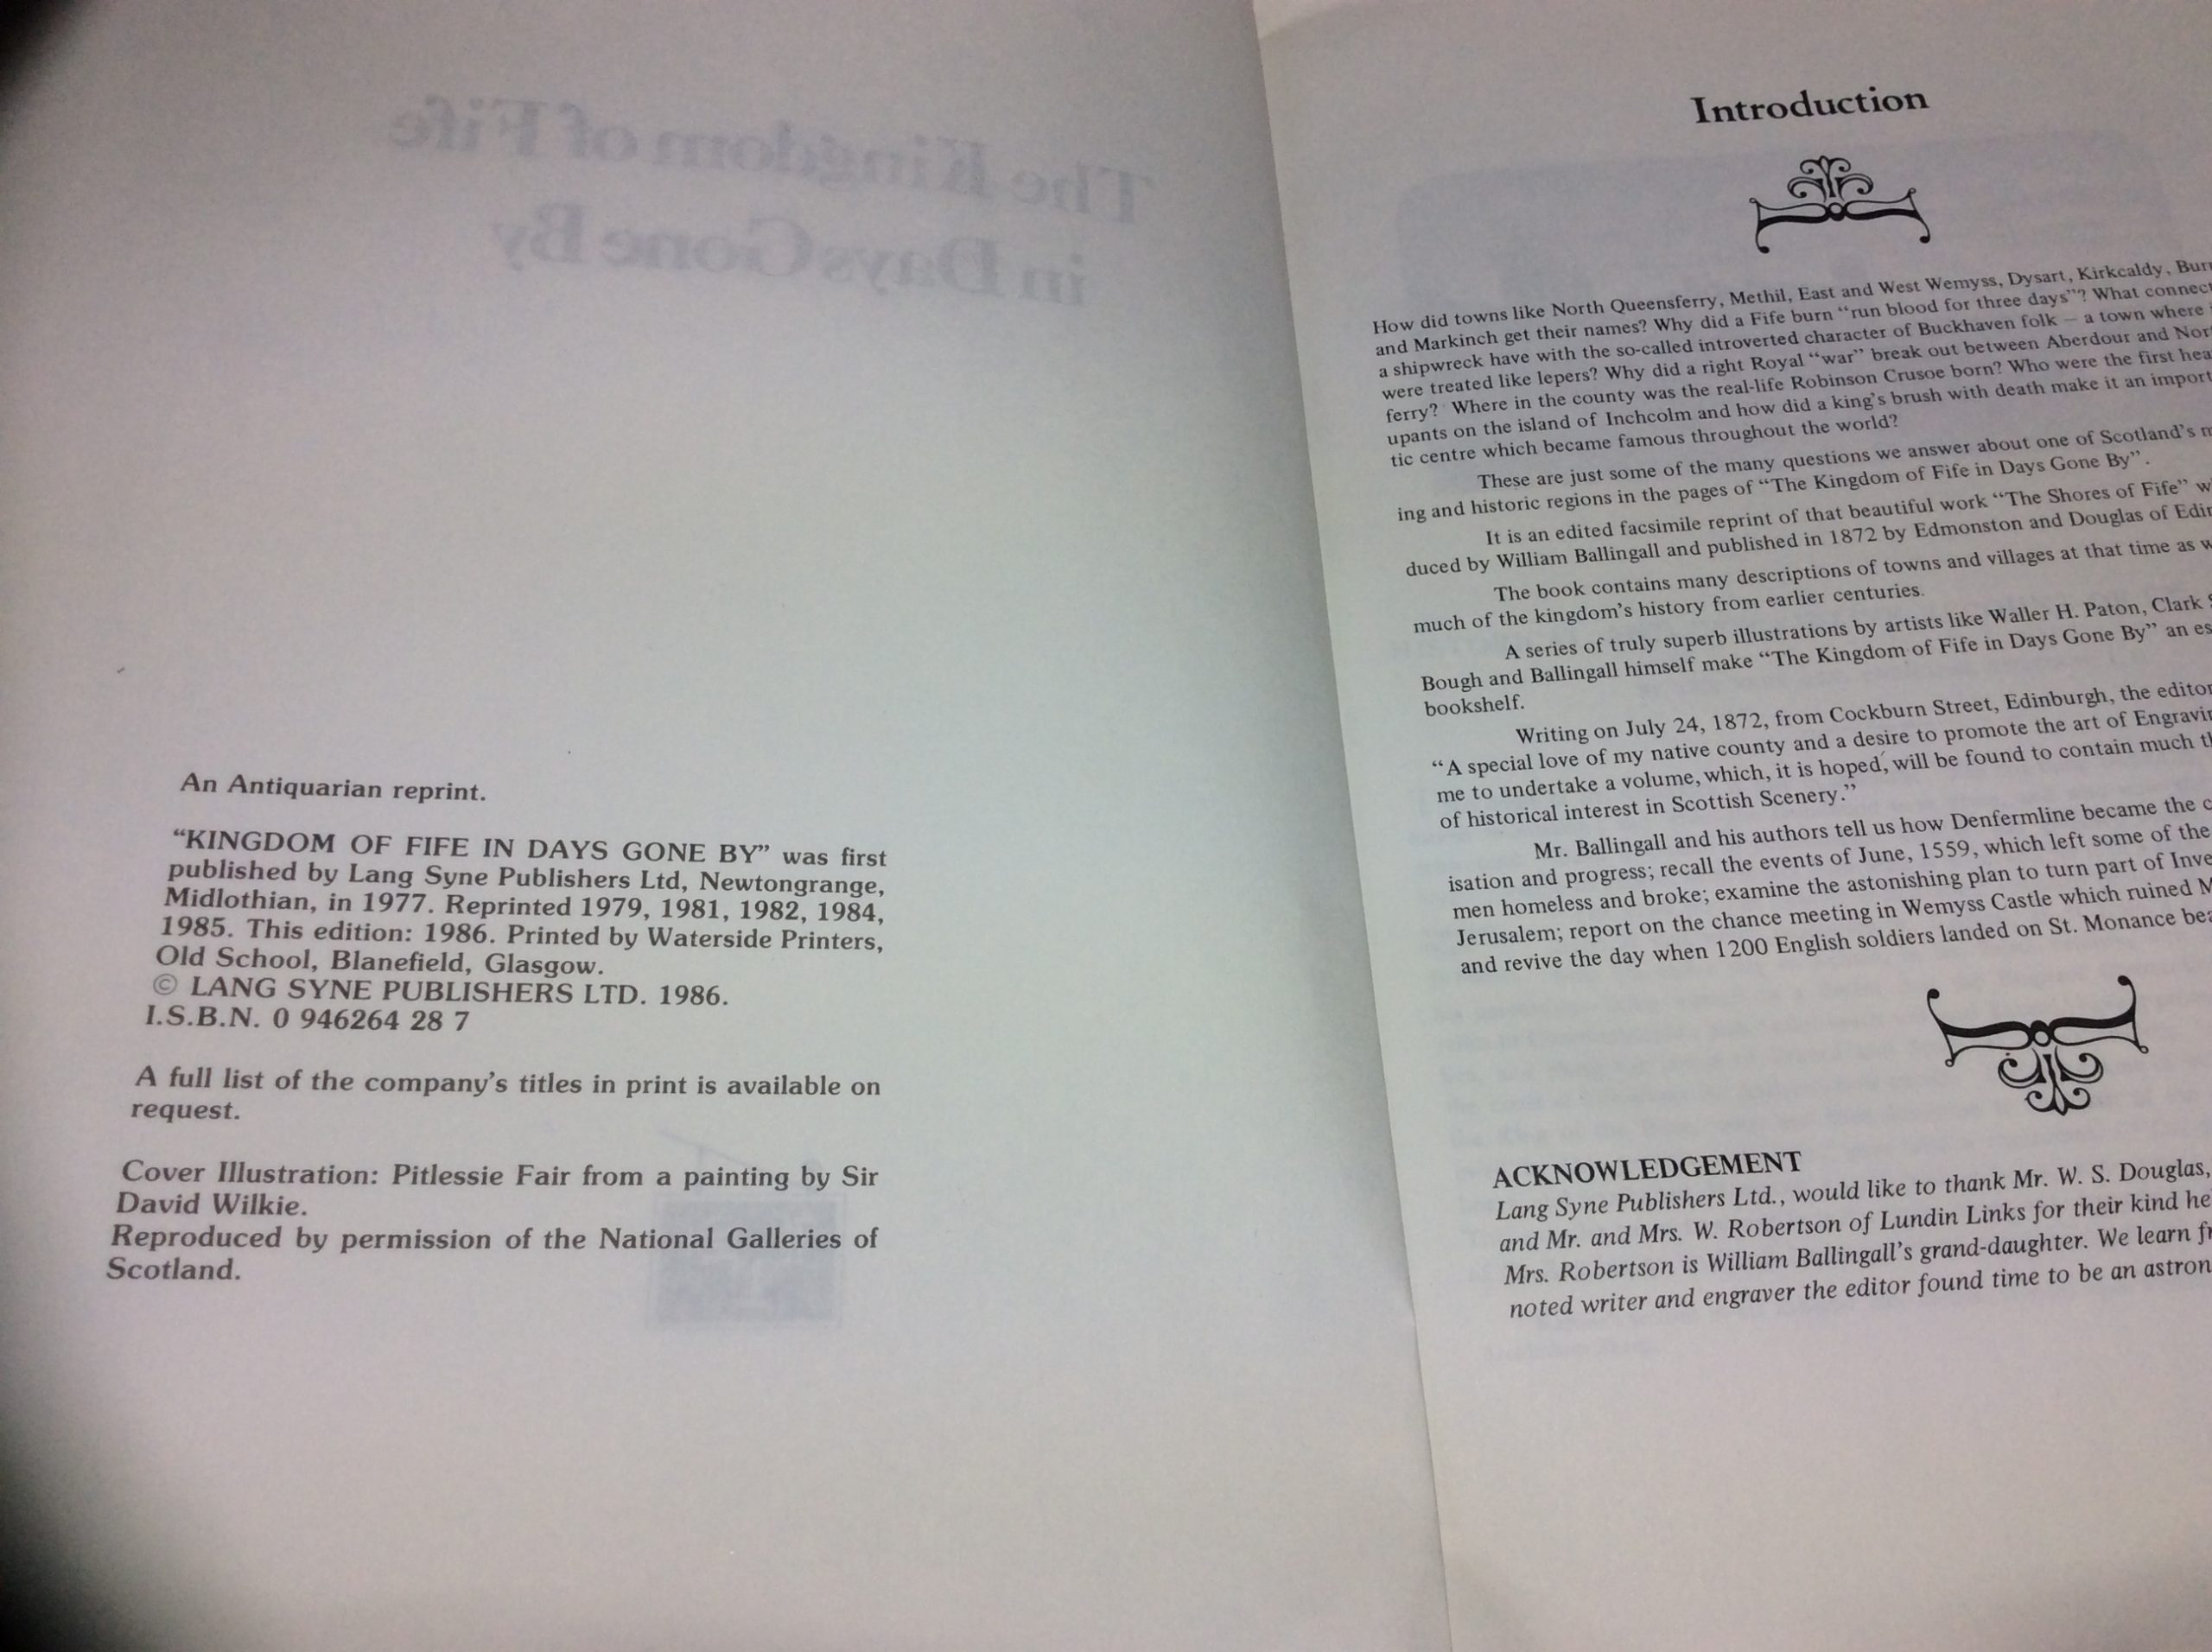 The Kingdom of Fife
in Days Gone By
An Antiquarian reprint.
“KINGDOM OF FIFE IN DAYS GONE BY” was first
published by Lang Syne Publishers Ltd, Newtongrange,
Midlothian, in 1977. Reprinted 1979, 1981, 1982, 1984,
1985. This edition: 1986. Printed by Waterside Printers,
Old School, Blanefield, Glasgow.
© LANG SYNE PUBLISHERS LTD. 1986.
I.S.B.N. 0 946264 28 7
A full list of the company’s titles in print is available on
request.
Cover Illustration: Pitlessie Fair from a painting by Sir
David Wilkie.
Reproduced by permission of the National Galleries of
Scotland.
Introduction
How did towns like North Queensferry, Methil, East and West Wemyss, Dysart, Kirkcaldy,
and Markinch get their names? Why did a Fife burn “run blood for three days”? What
a shipwreck have with the so-called introverted character of Buckhaven folk — a town where
were treated like lepers? Why did a right Royal “war” break out between Aberdour and
ferry? Where in the county was the real-life Robinson Crusoe born? Who were the first
upants on the island of Inchcolm and how did a king’s brush with death make it an
tic centre which became famous throughout the world?
These are just some of the many questions we answer about one of Scotland’s
ing and historic regions in the pages of “The Kingdom of Fife in Days Gone By”.
It is an edited facsimile reprint of that beautiful work “The Shores of Fife”
duced by William Ballingall and published in 1872 by Edmonston and Douglas of
The book contains many descriptions of towns and villages at that time as
much of the kingdom’s history from earlier centuries.
A series of truly superb illustrations by artists like Waller H. Paton, Clark
Bough and Ballingall himself make “The Kingdom of Fife in Days Gone By” an
bookshelf.
Writing on July 24, 1872, from Cockburn Street, Edinburgh, the editor
“A special love of my native county and a desire to promote the art of
me to undertake a volume, which, it is hoped, will be found to contain much
of historical interest in Scottish Scenery.”
Mr. Ballingall and his authors tell us how Denfermline became the
isation and progress; recall the events of June, 1559, which left some of the
men homeless and broke; examine the astonishing plan to turn part of
Jerusalem; report on the chance meeting in Wemyss Castle which ruined
and revive the day when 1200 English soldiers landed on St. Monance
ACKNOWLEDGEMENT
Lang Syne Publishers Ltd., would like to thank Mr. W. S. Douglas,
and Mr. and Mrs. W. Robertson of Lundin Links for their kind
Mrs. Robertson is William Ballingall’s grand-daughter. We learn
noted writer and engraver the editor found time to be an